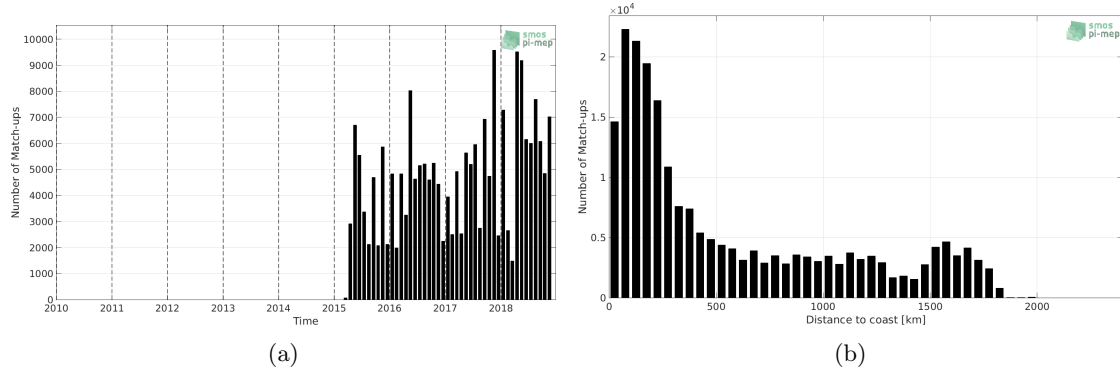 10000
9000
8000
7000
6000
5000
4000
3000
2000
1000
0
Number of Match-ups
2010 2011 2012 2013 2014 2015 2016 2017 2018
Time
smos
pi-mep
(a)
×10⁴
2
1.5
1
0.5
0
Number of Match-ups
0 500 1000 1500 2000
Distance to coast [km]
smos
pi-mep
(b)